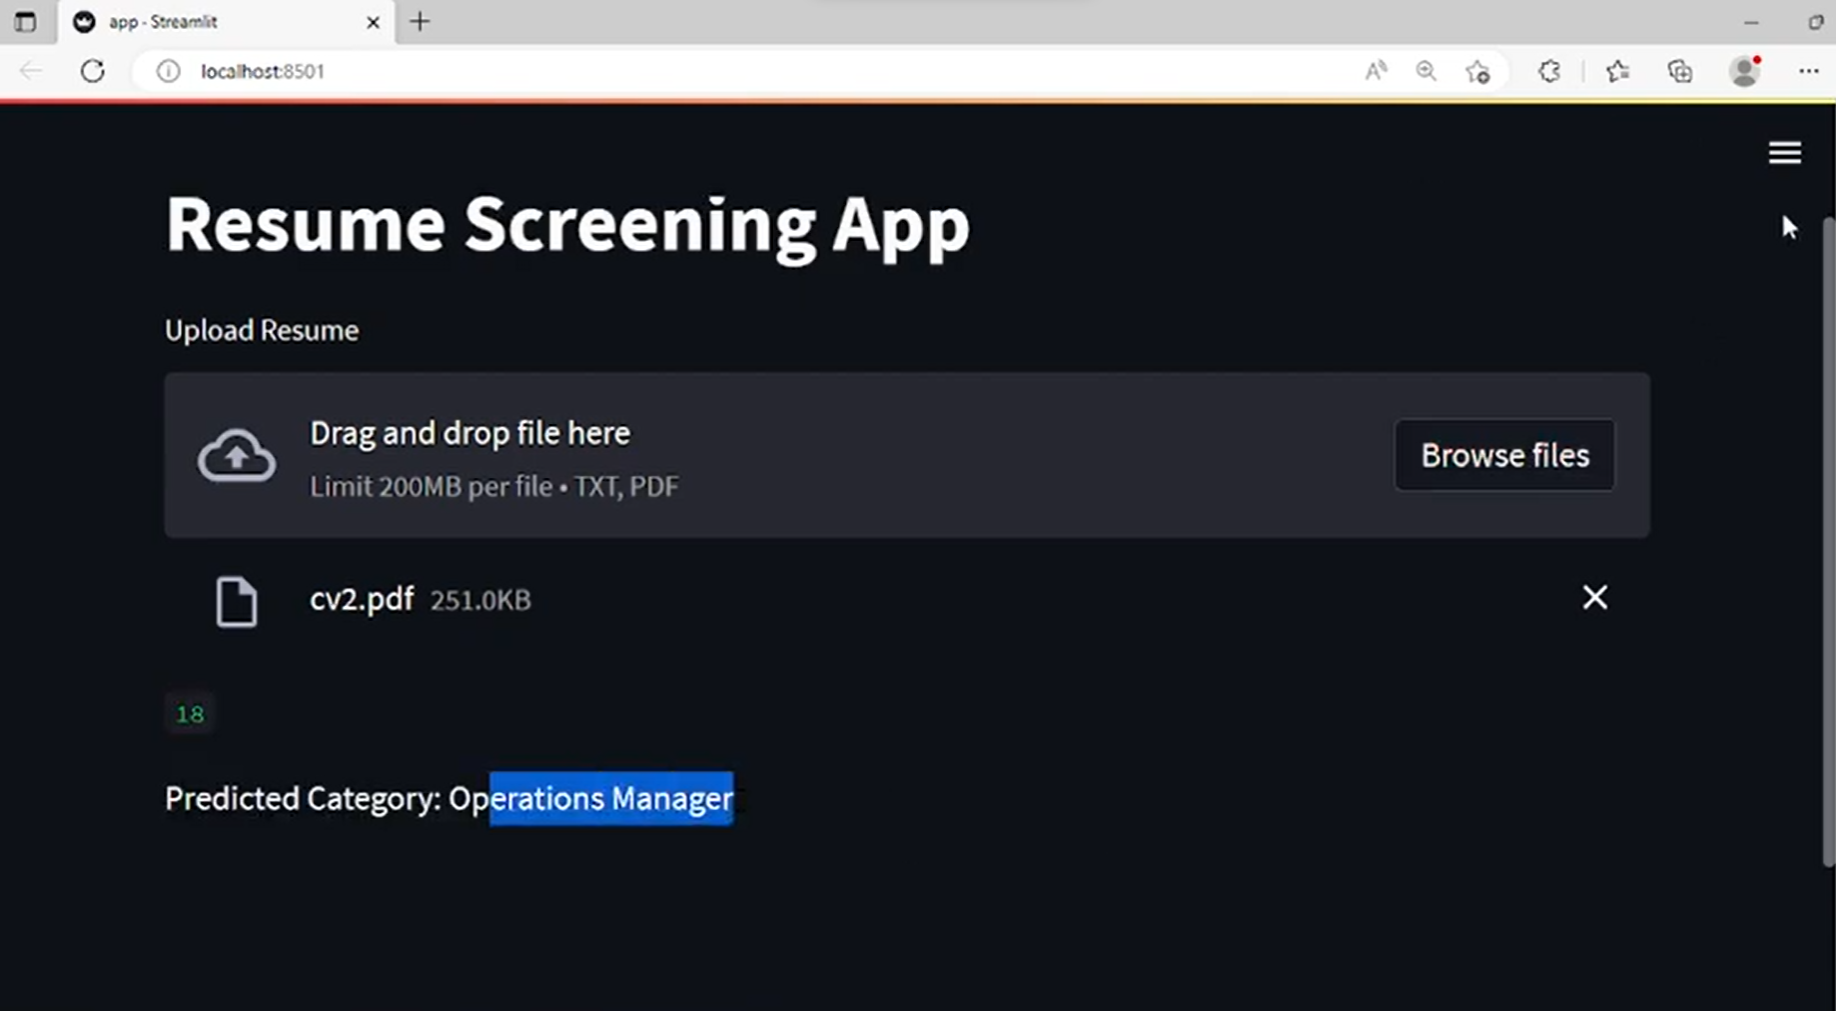 app - Streamlit
localhost:8501
Resume Screening App
Upload Resume
Drag and drop file here
Limit 200MB per file • TXT, PDF
Browse files
cv2.pdf 251.0KB
18
Predicted Category: Operations Manager